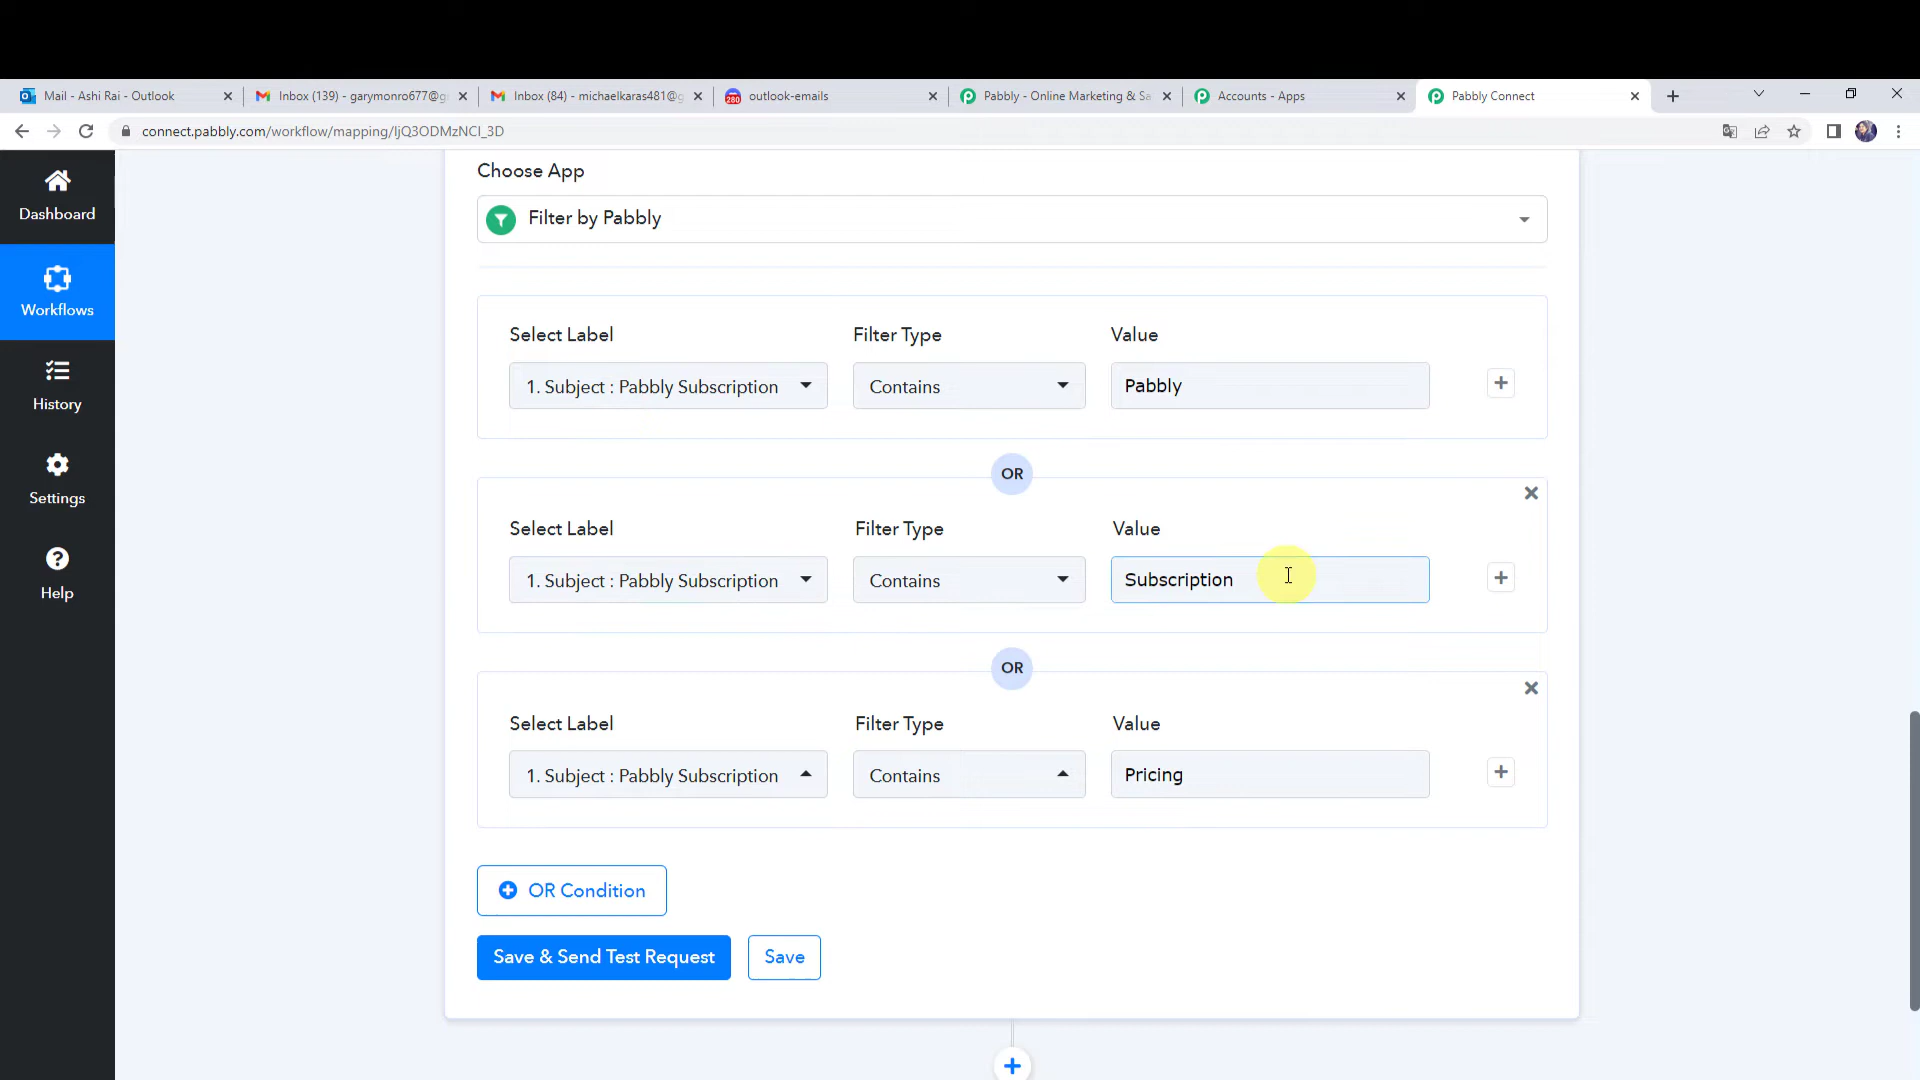 Mail - Ashi Rai - Outlook
Inbox (139) - garymonro677@g
Inbox (84) - michaelkaras481@g
280
outlook-emails
Pabbly - Online Marketing & Sa
Accounts - Apps
Pabbly Connect
connect.pabbly.com/workflow/mapping/IjQ3ODMzNCI_3D
Dashboard
Workflows
History
Settings
Help
Choose App
Filter by Pabbly
Select Label Filter Type Value
1. Subject : Pabbly Subscription Contains Pabbly
OR
Select Label Filter Type Value
1. Subject : Pabbly Subscription Contains Subscription
OR
Select Label Filter Type Value
1. Subject : Pabbly Subscription Contains Pricing
OR Condition
Save & Send Test Request Save